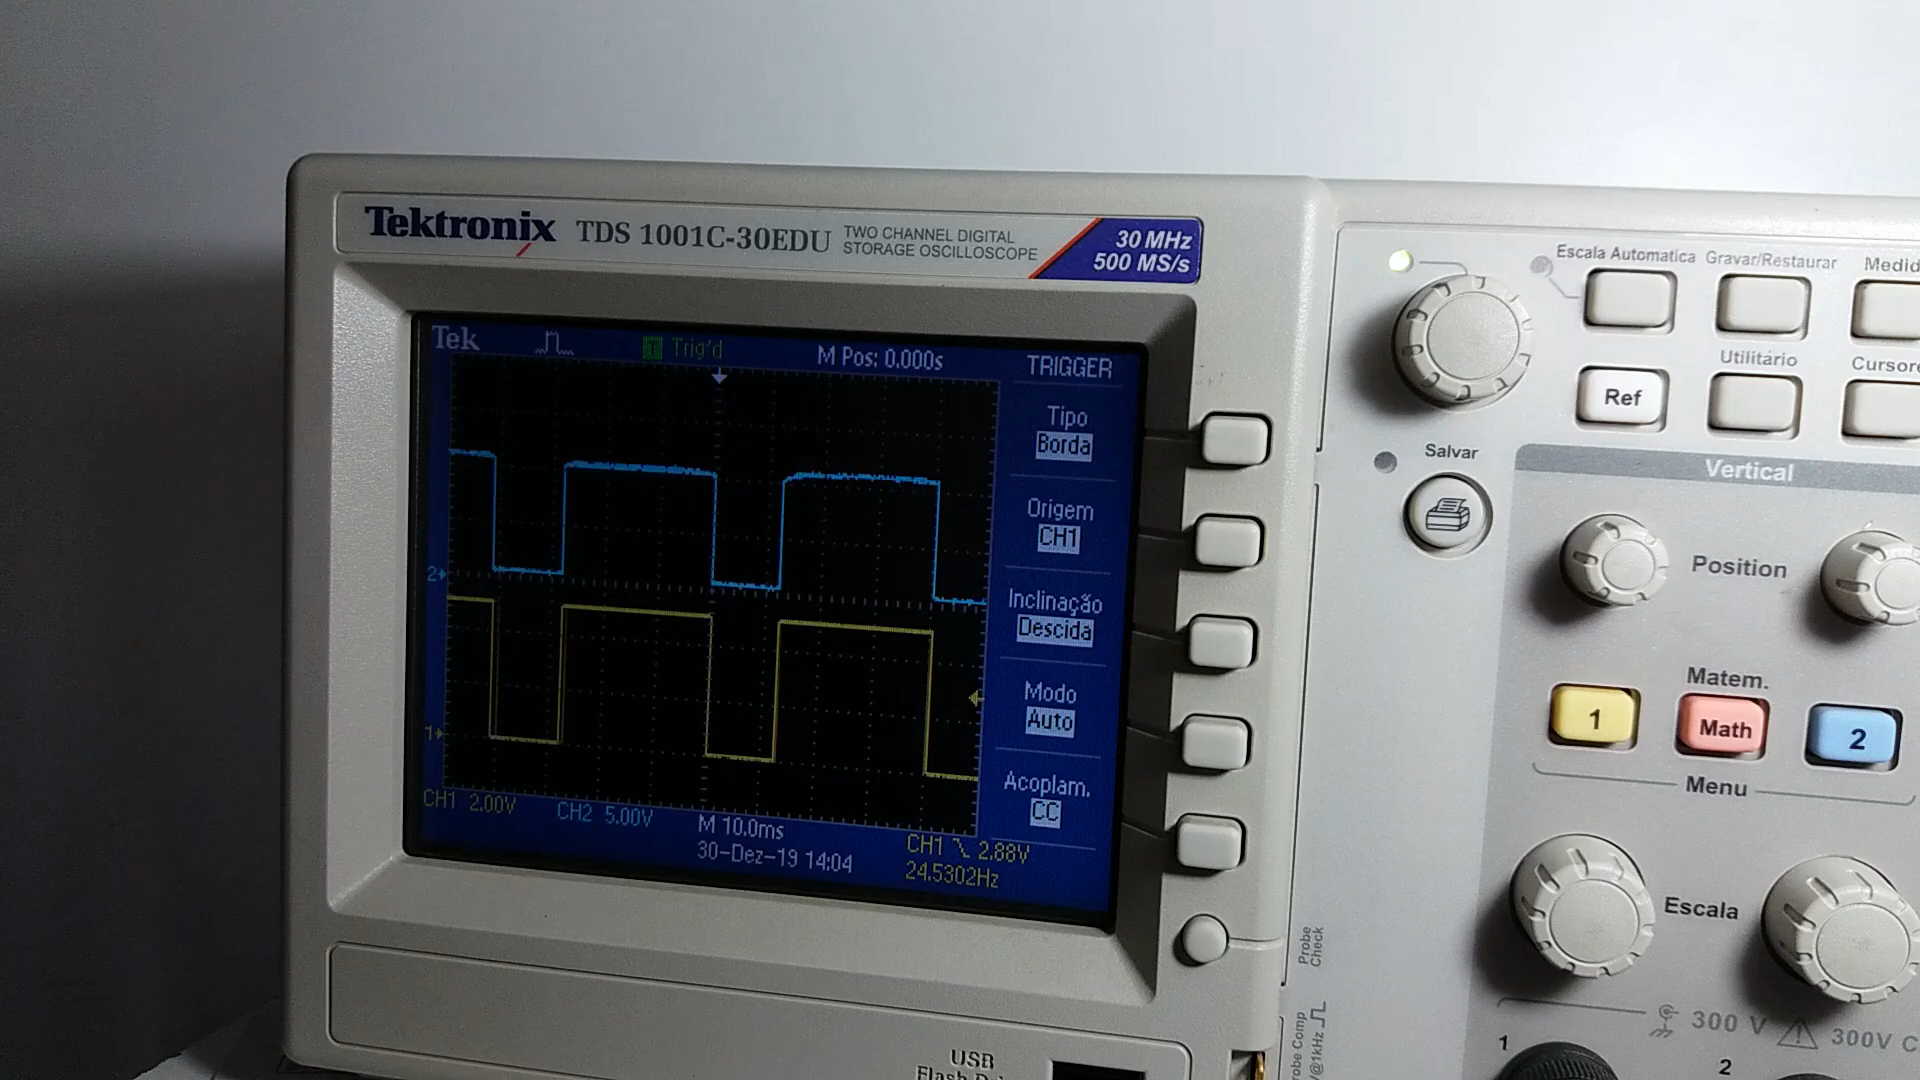 Tektronix TDS 1001C-30EDU TWO CHANNEL DIGITAL STORAGE OSCILLOSCOPE
30 MHz
500 MS/s
Tek Trig'd M Pos: 0.000s
TRIGGER
Tipo
Borda
Origem
CH1
Inclinação
Descida
Modo
Auto
Acoplam.
CC
2
1
CH1 2.00V CH2 5.00V M 10.0ms CH1 2.88V
30-Dez-19 14:04 24.5302Hz
USB
Escala Automatica Gravar/Restaurar
Ref Utilitário
Salvar
Vertical
Position
Matem.
1 Math 2
Menu
Escala
Probe Check
300 V 300V
1
2